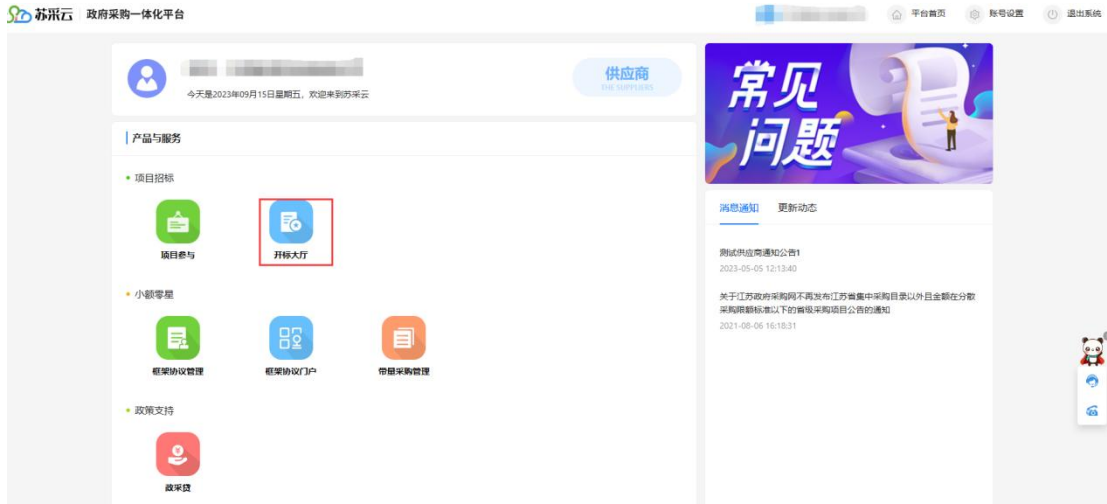 苏采云 政府采购一体化平台
平台首页 账号设置 退出系统
供应商
THE SUPPLIERS
今天是2023年09月15日星期五，欢迎来到苏采云
产品与服务
项目招标
项目参与 开标大厅
小额零星
框架协议管理 框架协议门户 带量采购管理
政策支持
政采贷
常见
问题
消息通知 更新动态
测试供应商通知公告1
2023-05-05 12:13:40
关于江苏政府采购网不再发布江苏省集中采购目录以外且金额在分散
采购限额标准以下的省级采购项目公告的通知
2021-08-06 16:18:31